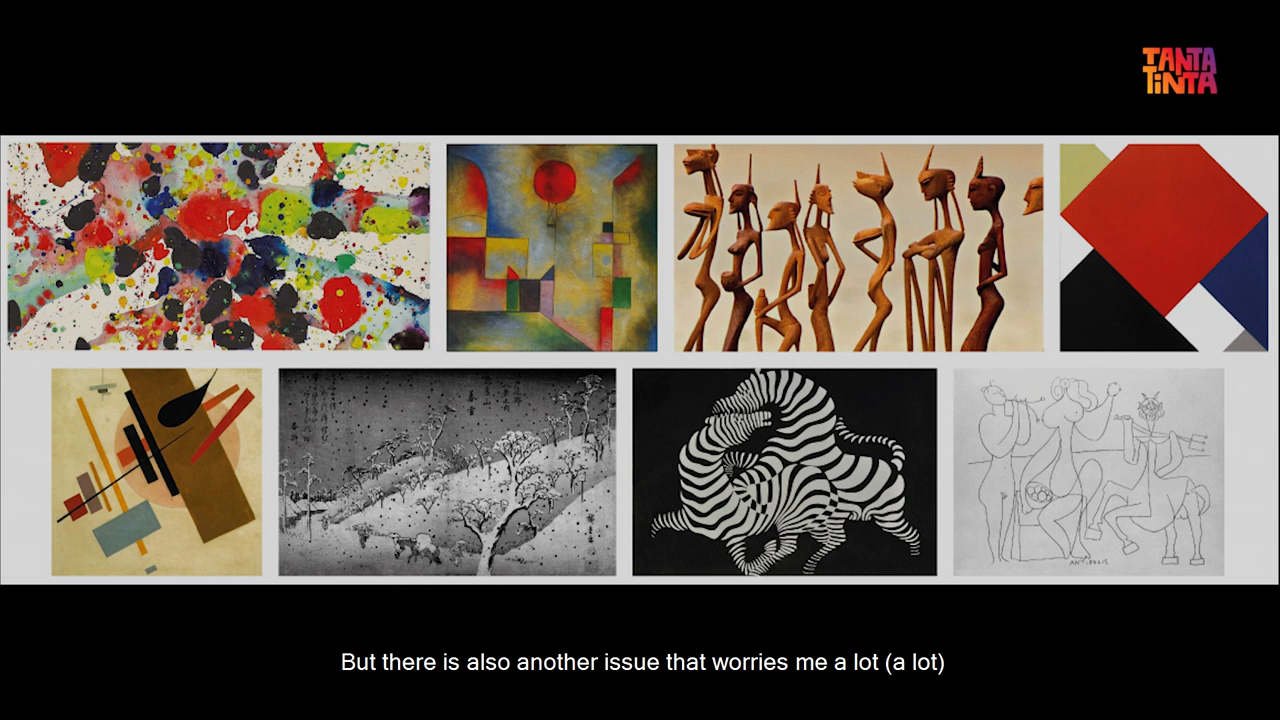 TANTA
TiNTA
ANTIPOLIS
But there is also another issue that worries me a lot (a lot)